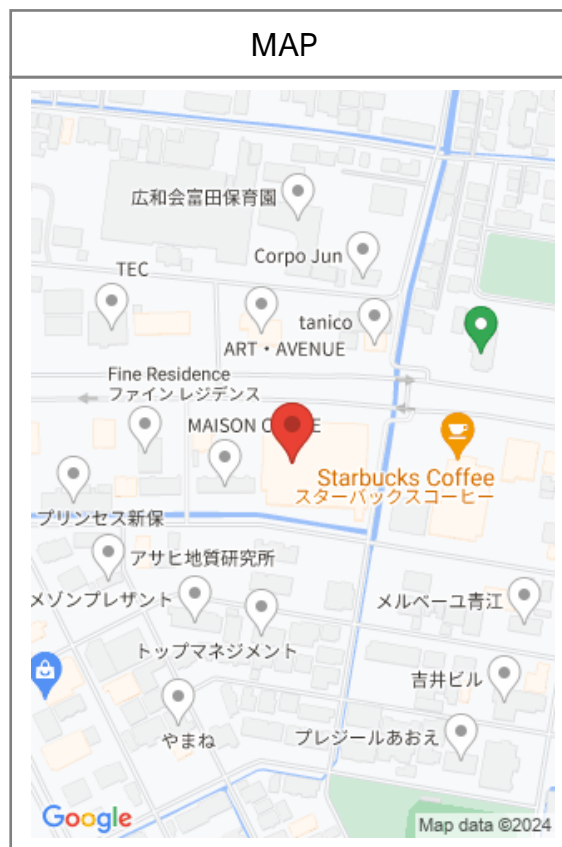 MAP
広和会富田保育園
Corpo Jun
TEC
tanico
ART・AVENUE
Fine Residence
ファインレジデンス
MAISON
Starbucks Coffee
スターバックスコーヒー
プリンセス新保
アサヒ地質研究所
メゾンプレザント
メルベーユ青江
トップマネジメント
吉井ビル
やまね
プレジールあおえ
Google
Map data ©2024